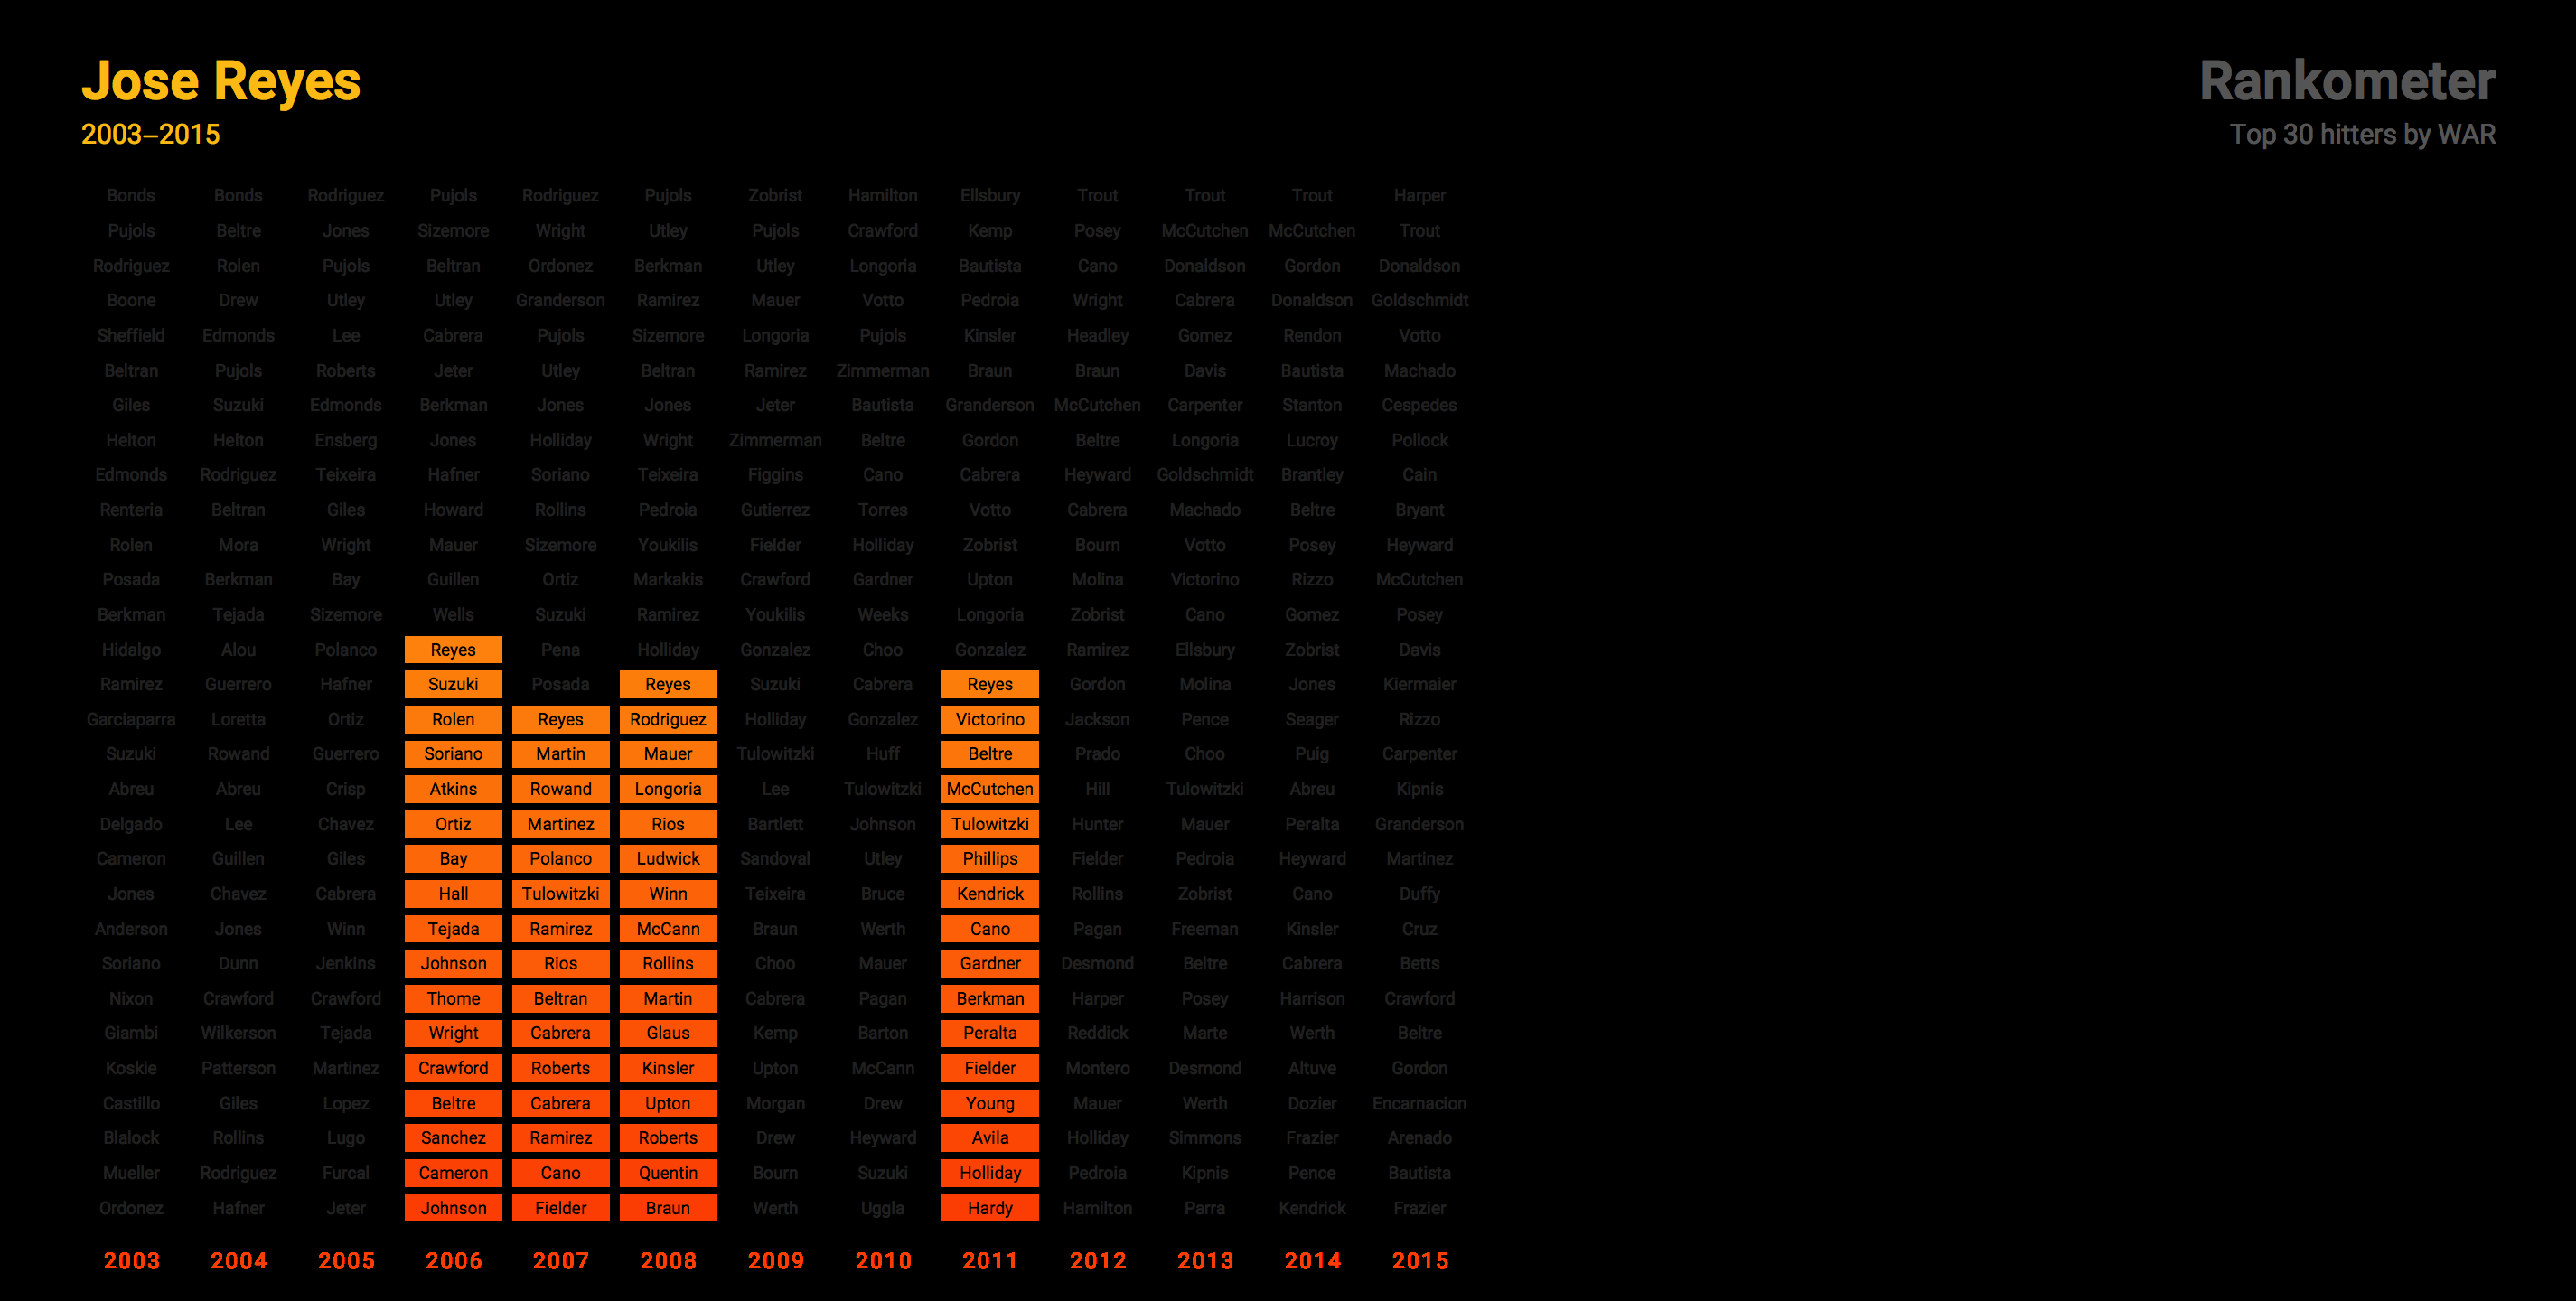 Jose Reyes
2003–2015
Rankometer
Top 30 hitters by WAR
Bonds Bonds Rodriguez Pujols Rodriguez Pujols Zobrist Hamilton Ellsbury Trout Trout Trout Harper
Pujols Beltre Jones Sizemore Wright Utley Pujols Crawford Kemp Posey McCutchen McCutchen Trout
Rodriguez Rolen Pujols Beltran Ordonez Berkman Utley Longoria Bautista Cano Donaldson Gordon Donaldson
Boone Drew Utley Utley Granderson Ramirez Mauer Votto Pedroia Wright Cabrera Donaldson Goldschmidt
Sheffield Edmonds Lee Cabrera Pujols Sizemore Longoria Pujols Kinsler Headley Gomez Rendon Votto
Beltran Pujols Roberts Jeter Utley Beltran Ramirez Zimmerman Braun Braun Davis Bautista Machado
Giles Suzuki Edmonds Berkman Jones Jones Jeter Bautista Granderson McCutchen Carpenter Stanton Cespedes
Helton Helton Ensberg Jones Holliday Wright Zimmerman Beltre Gordon Beltre Longoria Lucroy Pollock
Edmonds Rodriguez Teixeira Hafner Soriano Teixeira Figgins Cano Cabrera Heyward Goldschmidt Brantley Cain
Renteria Beltran Giles Howard Rollins Pedroia Gutierrez Torres Votto Cabrera Machado Beltre Bryant
Rolen Mora Wright Mauer Sizemore Youkilis Fielder Holliday Zobrist Bourn Votto Posey Heyward
Posada Berkman Bay Guillen Ortiz Markakis Crawford Gardner Upton Molina Victorino Rizzo McCutchen
Berkman Tejada Sizemore Wells Suzuki Ramirez Youkilis Weeks Longoria Zobrist Cano Gomez Posey
Hidalgo Alou Polanco Reyes Pena Holliday Gonzalez Choo Gonzalez Ramirez Ellsbury Zobrist Davis
Ramirez Guerrero Hafner Suzuki Posada Reyes Suzuki Cabrera Reyes Gordon Molina Jones Kiermaier
Garciaparra Loretta Ortiz Rolen Reyes Rodriguez Holliday Gonzalez Victorino Jackson Pence Seager Rizzo
Suzuki Rowand Guerrero Soriano Martin Mauer Tulowitzki Huff Beltre Prado Choo Puig Carpenter
Abreu Abreu Crisp Atkins Rowand Longoria Lee Tulowitzki McCutchen Hill Tulowitzki Abreu Kipnis
Delgado Lee Chavez Ortiz Martinez Rios Bartlett Johnson Tulowitzki Hunter Mauer Peralta Granderson
Cameron Guillen Giles Bay Polanco Ludwick Sandoval Utley Phillips Fielder Pedroia Heyward Martinez
Jones Chavez Cabrera Hall Tulowitzki Winn Teixeira Bruce Kendrick Rollins Zobrist Cano Duffy
Anderson Jones Winn Tejada Ramirez McCann Braun Werth Cano Pagan Freeman Kinsler Cruz
Soriano Dunn Jenkins Johnson Rios Rollins Choo Mauer Gardner Desmond Beltre Cabrera Betts
Nixon Crawford Crawford Thome Beltran Martin Cabrera Pagan Berkman Harper Posey Harrison Crawford
Giambi Wilkerson Tejada Wright Cabrera Glaus Kemp Barton Peralta Reddick Marte Werth Beltre
Koskie Patterson Martinez Crawford Roberts Kinsler Upton McCann Fielder Montero Desmond Altuve Gordon
Castillo Giles Lopez Beltre Cabrera Upton Morgan Drew Young Mauer Werth Dozier Encarnacion
Blalock Rollins Lugo Sanchez Ramirez Roberts Drew Heyward Avila Holliday Simmons Frazier Arenado
Mueller Rodriguez Furcal Cameron Cano Quentin Bourn Suzuki Holliday Pedroia Kipnis Pence Bautista
Ordonez Hafner Jeter Johnson Fielder Braun Werth Uggla Hardy Hamilton Parra Kendrick Frazier
2003 2004 2005 2006 2007 2008 2009 2010 2011 2012 2013 2014 2015